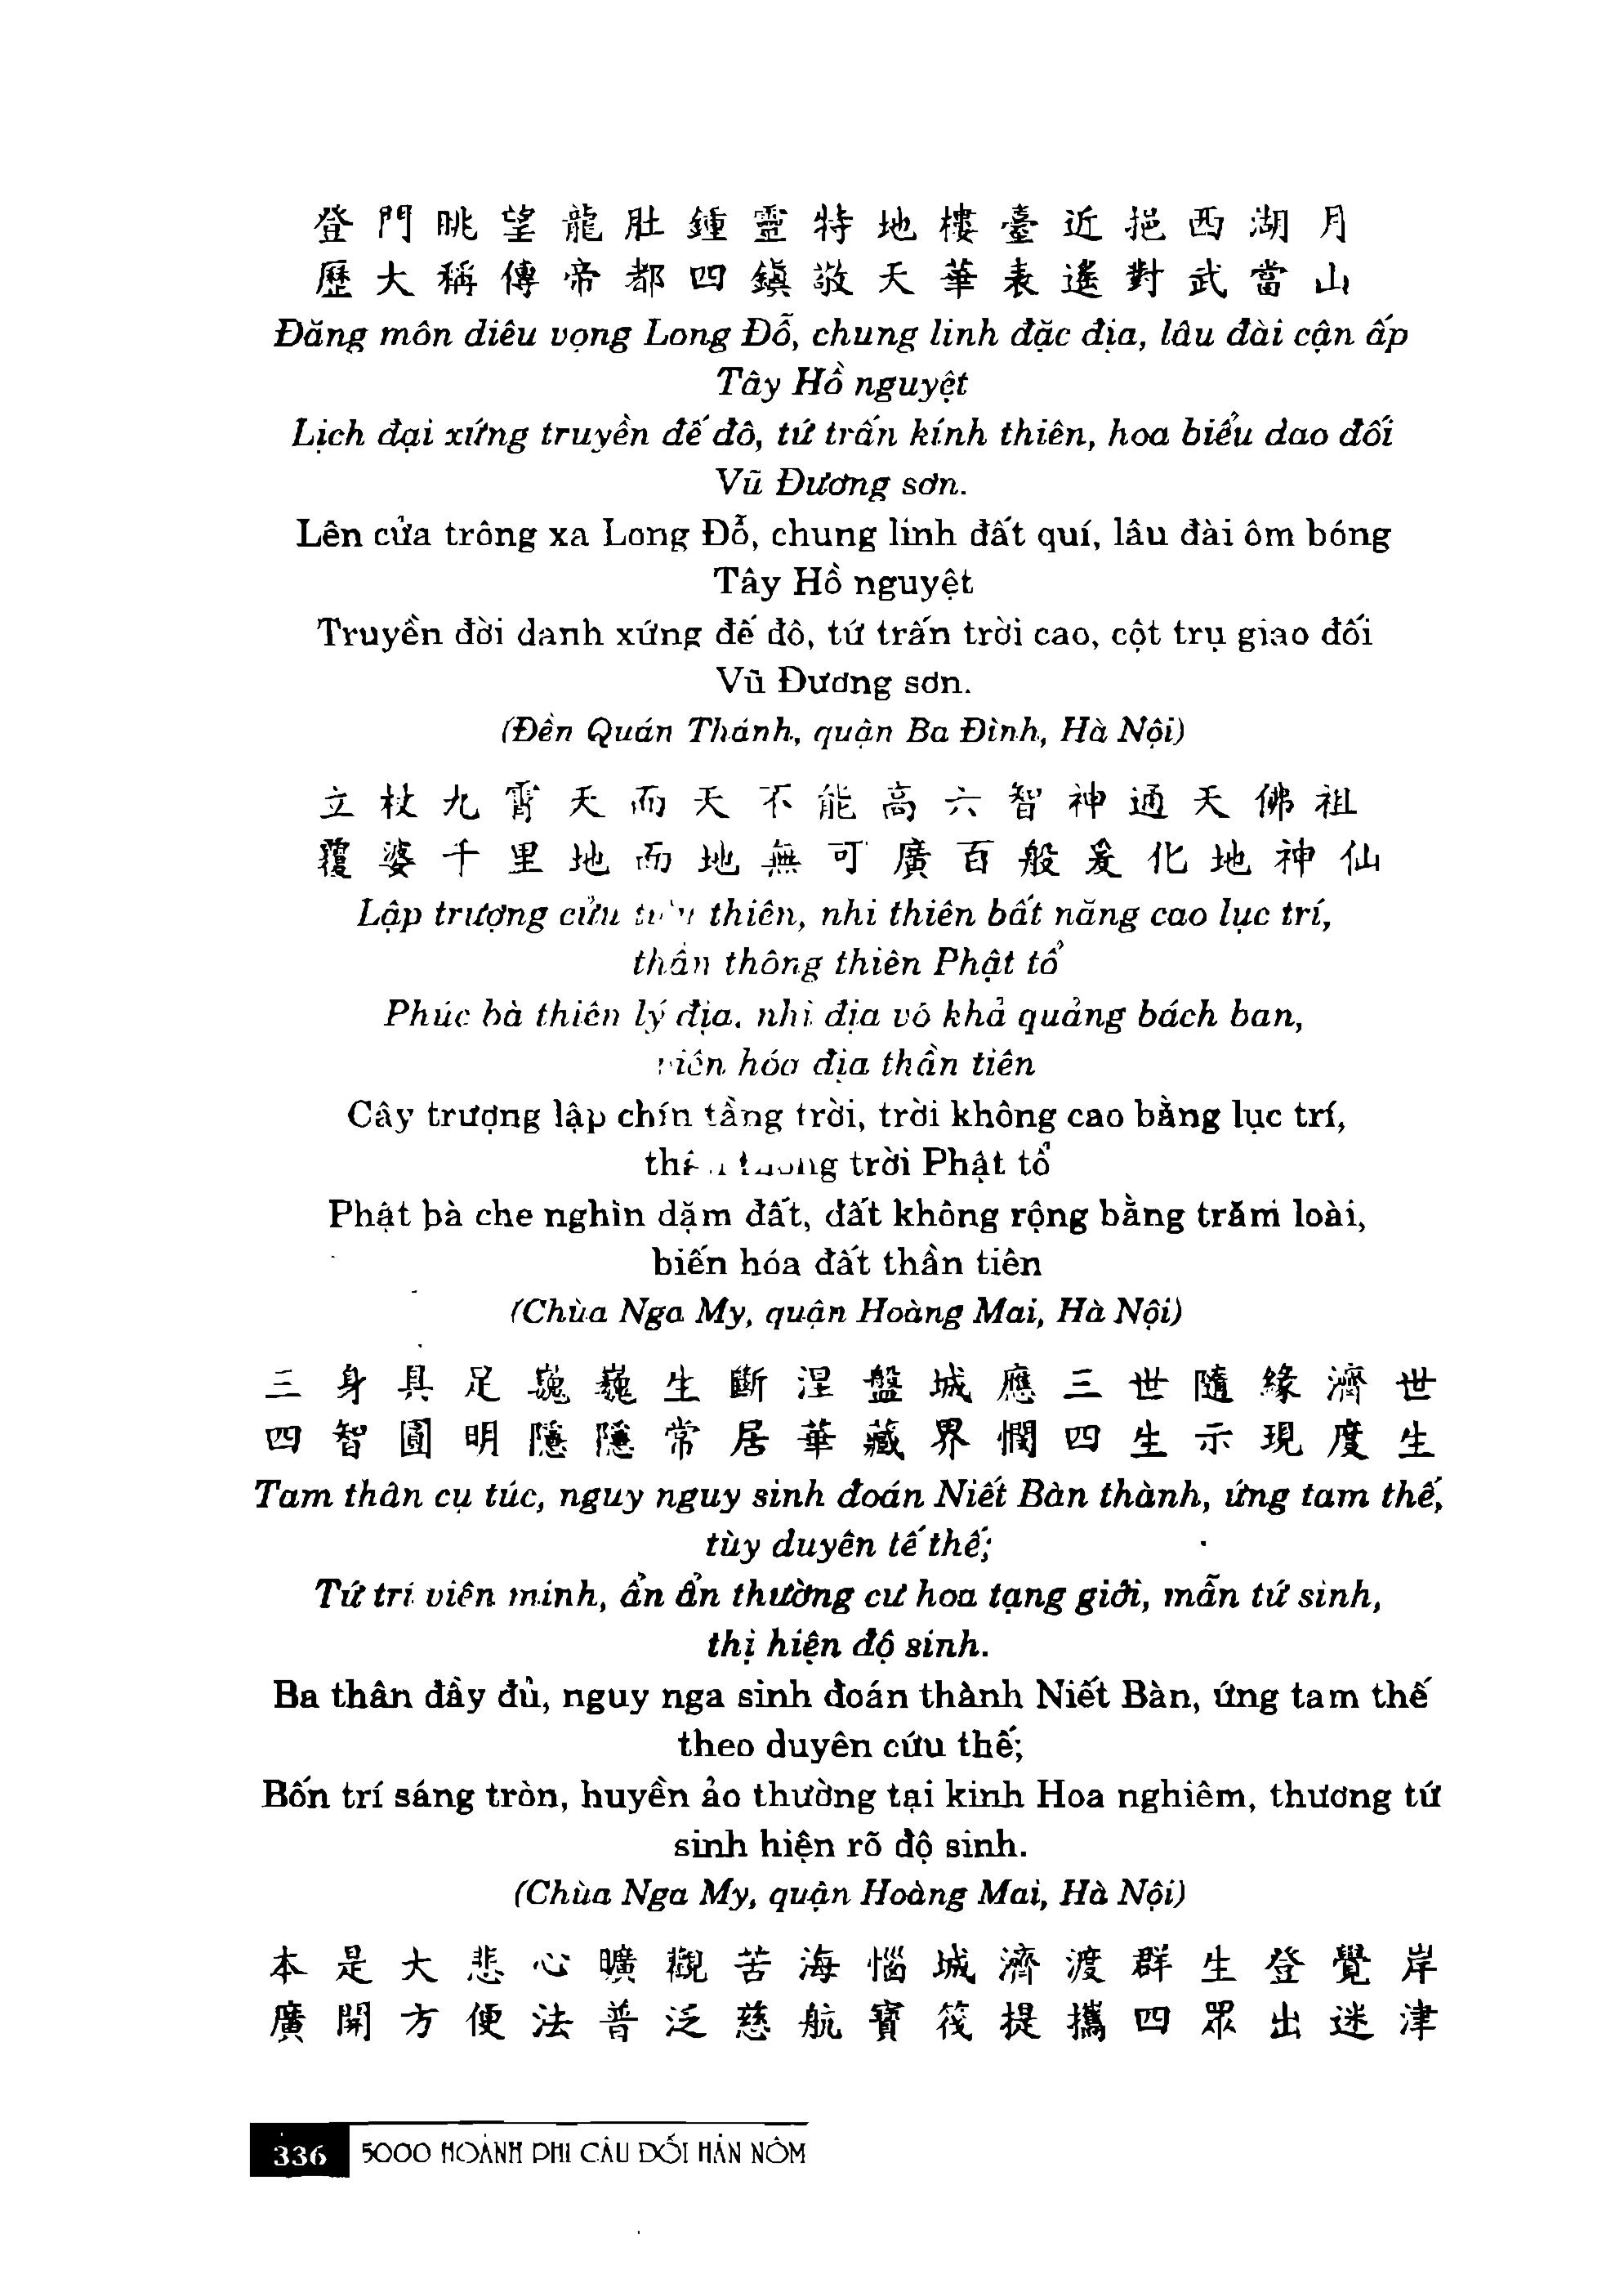 登門眺望龍肚鍾靈特地樓臺近挹西湖月
歷大稱傳帝都四鎮敬天華表遙對武當山
Đăng môn diêu vọng Long Đỗ, chung linh đặc địa, lâu đài cận ấp
Tây Hồ nguyệt
Lịch đại xứng truyền đế đô, tứ trấn kính thiên, hoa biểu dao đối
Vũ Đương sơn.
Lên cửa trông xa Long Đỗ, chung linh đất quí, lâu đài ôm bóng
Tây Hồ nguyệt
Truyền đời danh xứng đế đô, tứ trấn trời cao, cột trụ giao đối
Vũ Đương sơn.
(Đền Quán Thánh, quận Ba Đình, Hà Nội)
立杖九霄天而天不能高六智神通天佛祖
覆婆千里地而地無可廣百般爰化地神仙
Lập trượng cửu thiên, nhi thiên bất năng cao lục trí,
thần thông thiên Phật tổ
Phúc bà thiên lý địa, nhi địa vô khả quảng bách ban,
hóa địa thần tiên
Cây trượng lập chín tầng trời, trời không cao bằng lục trí,
trời Phật tổ
Phật bà che nghìn dặm đất, đất không rộng bằng trăm loài,
biến hóa đất thần tiên
(Chùa Nga My, quận Hoàng Mai, Hà Nội)
三身具足巍巍生斷涅盤城應三世隨緣濟世
四智圓明隱隱常居華藏界憫四生示現度生
Tam thân cụ túc, nguy nguy sinh đoán Niết Bàn thành, ứng tam thế,
tùy duyên tế thế;
Tứ trí viên minh, ẩn ẩn thường cư hoa tạng giới, mẫn tứ sinh,
thị hiện độ sinh.
Ba thân đầy đủ, nguy nga sinh đoán thành Niết Bàn, ứng tam thế
theo duyên cứu thế;
Bốn trí sáng tròn, huyền ảo thường tại kinh Hoa nghiêm, thương tứ
sinh hiện rõ độ sinh.
(Chùa Nga My, quận Hoàng Mai, Hà Nội)
本是大悲心曠觀苦海惱城濟渡群生登覺岸
廣開方便法普泛慈航寶筏提攜四眾出迷津
336 5000 HOÀNH PHI CÂU ĐỐI HÁN NÔM